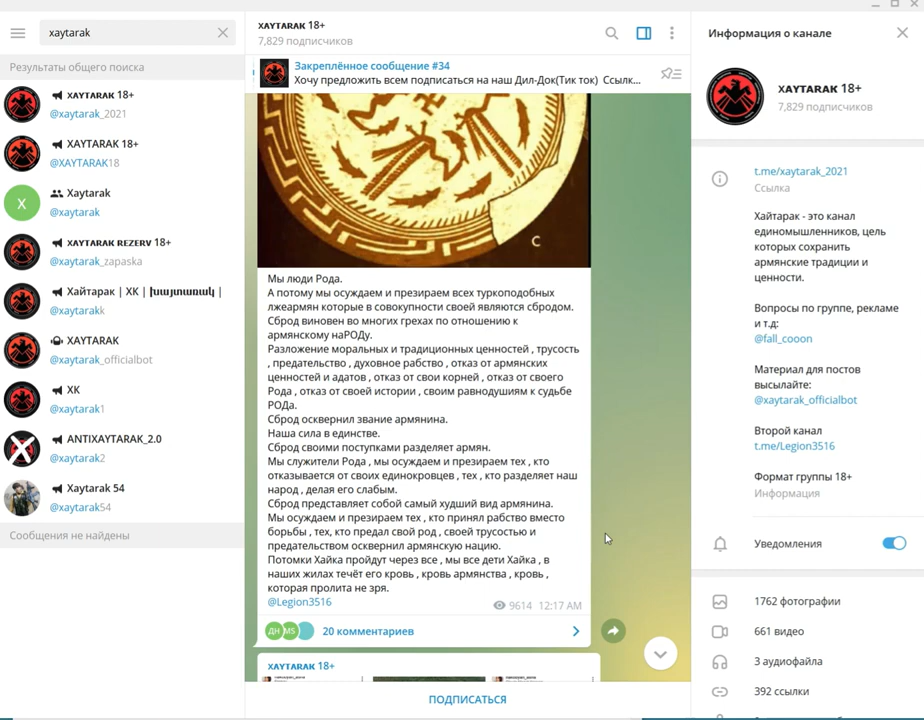 xaytarak
Результаты общего поиска
XAYTARAK 18+
@xaytarak_2021
XAYTARAK 18+
@XAYTARAK18
Xaytarak
@xaytarak
XAYTARAK REZERV 18+
@xaytarak_zapaska
Хайтарак | ХК | խայտառակ |
@xaytarakk
XAYTARAK
@xaytarak_officialbot
ХК
@xaytarak1
ANTIXAYTARAK_2.0
@xaytarak2
Xaytarak 54
@xaytarak54
Сообщения не найдены
XAYTARAK 18+
7,829 подписчиков
Закреплённое сообщение #34
Хочу предложить всем подписаться на наш Дил-Док(Тик ток) Ссылк...
C
Мы люди Рода.
А потому мы осуждаем и презираем всех туркоподобных
лжеармян которые в совокупности своей являются сбродом.
Сброд виновен во многих грехах по отношению к
армянскому наРОДу.
Разложение моральных и традиционных ценностей , трусость
, предательство , духовное рабство , отказ от армянских
ценностей и адатов , отказ от свои корней , отказ от своего
Рода , отказ от своей истории , своим равнодушиям к судьбе
РОДа.
Сброд осквернил звание армянина.
Наша сила в единстве.
Сброд своими поступками разделяет армян.
Мы служители Рода , мы осуждаем и презираем тех , кто
отказывается от своих единокровцев , тех , кто разделяет наш
народ , делая его слабым.
Сброд представляет собой самый худший вид армянина.
Мы осуждаем и презираем тех , кто принял рабство вместо
борьбы , тех, кто предал свой род , своей трусостью и
предательством осквернил армянскую нацию.
Потомки Хайка пройдут через все , мы все дети Хайка , в
наших жилах течёт его кровь , кровь армянства , кровь ,
которая пролита не зря.
@Legion3516
9614 12:17 AM
ДН MS 20 комментариев
XAYTARAK 18+
ПОДПИСАТЬСЯ
Информация о канале
XAYTARAK 18+
7,829 подписчиков
t.me/xaytarak_2021
Ссылка
Хайтарак - это канал
единомышленников, цель
которых сохранить
армянские традиции и
ценности.
Вопросы по группе, рекламе
и т.д:
@fall_cooon
Материал для постов
высылайте:
@xaytarak_officialbot
Второй канал
t.me/Legion3516
Формат группы 18+
Информация
Уведомления
1762 фотографии
661 видео
3 аудиофайла
392 ссылки